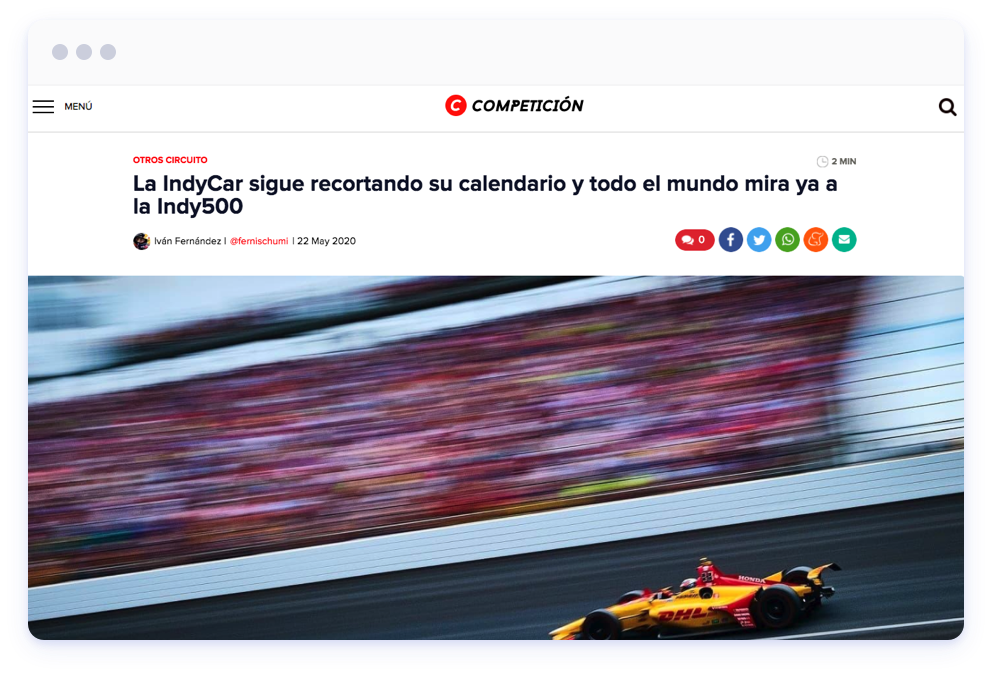 MENÚ
C COMPETICIÓN
OTROS CIRCUITO
2 MIN
La IndyCar sigue recortando su calendario y todo el mundo mira ya a
la Indy500
Iván Fernández | @fernischumi | 22 May 2020
0
HONDA
DHL